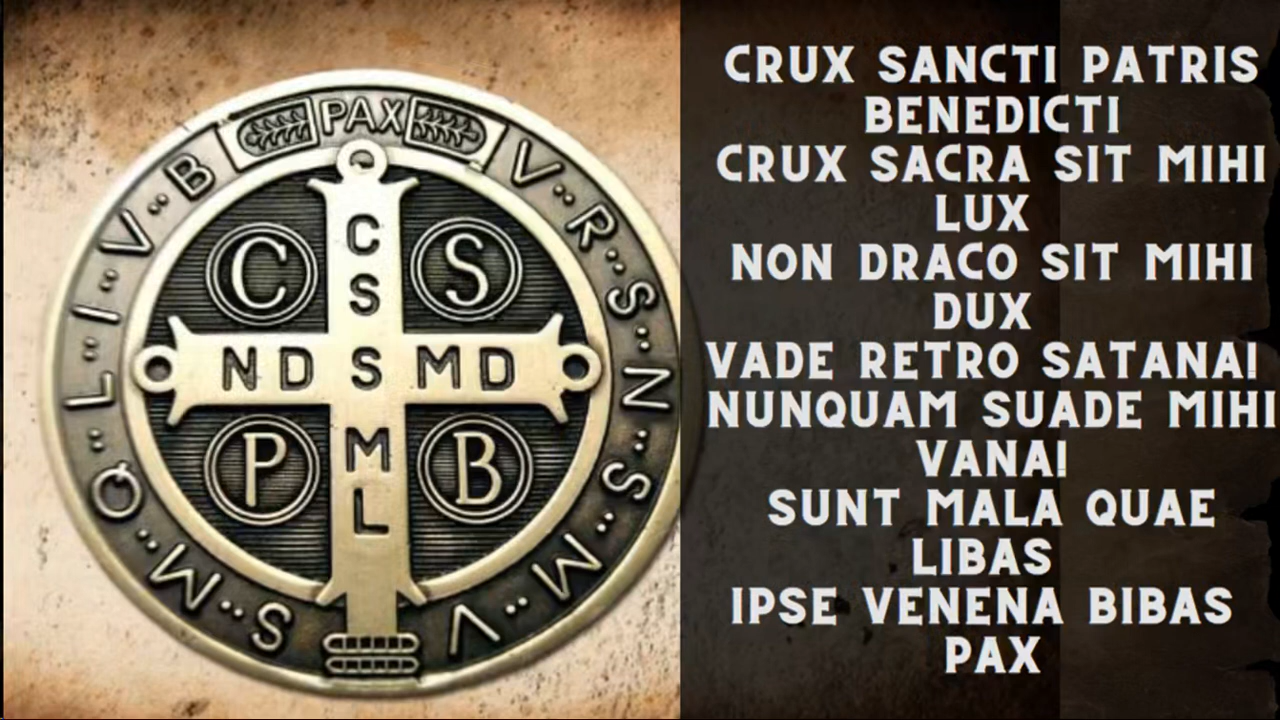 PAX
V R S N S M V
S M Q L I V B
C S
C
S
N D S M D
M
L
P B
CRUX SANCTI PATRIS
BENEDICTI
CRUX SACRA SIT MIHI
LUX
NON DRACO SIT MIHI
DUX
VADE RETRO SATANA!
NUNQUAM SUADE MIHI
VANA!
SUNT MALA QUAE
LIBAS
IPSE VENENA BIBAS
PAX